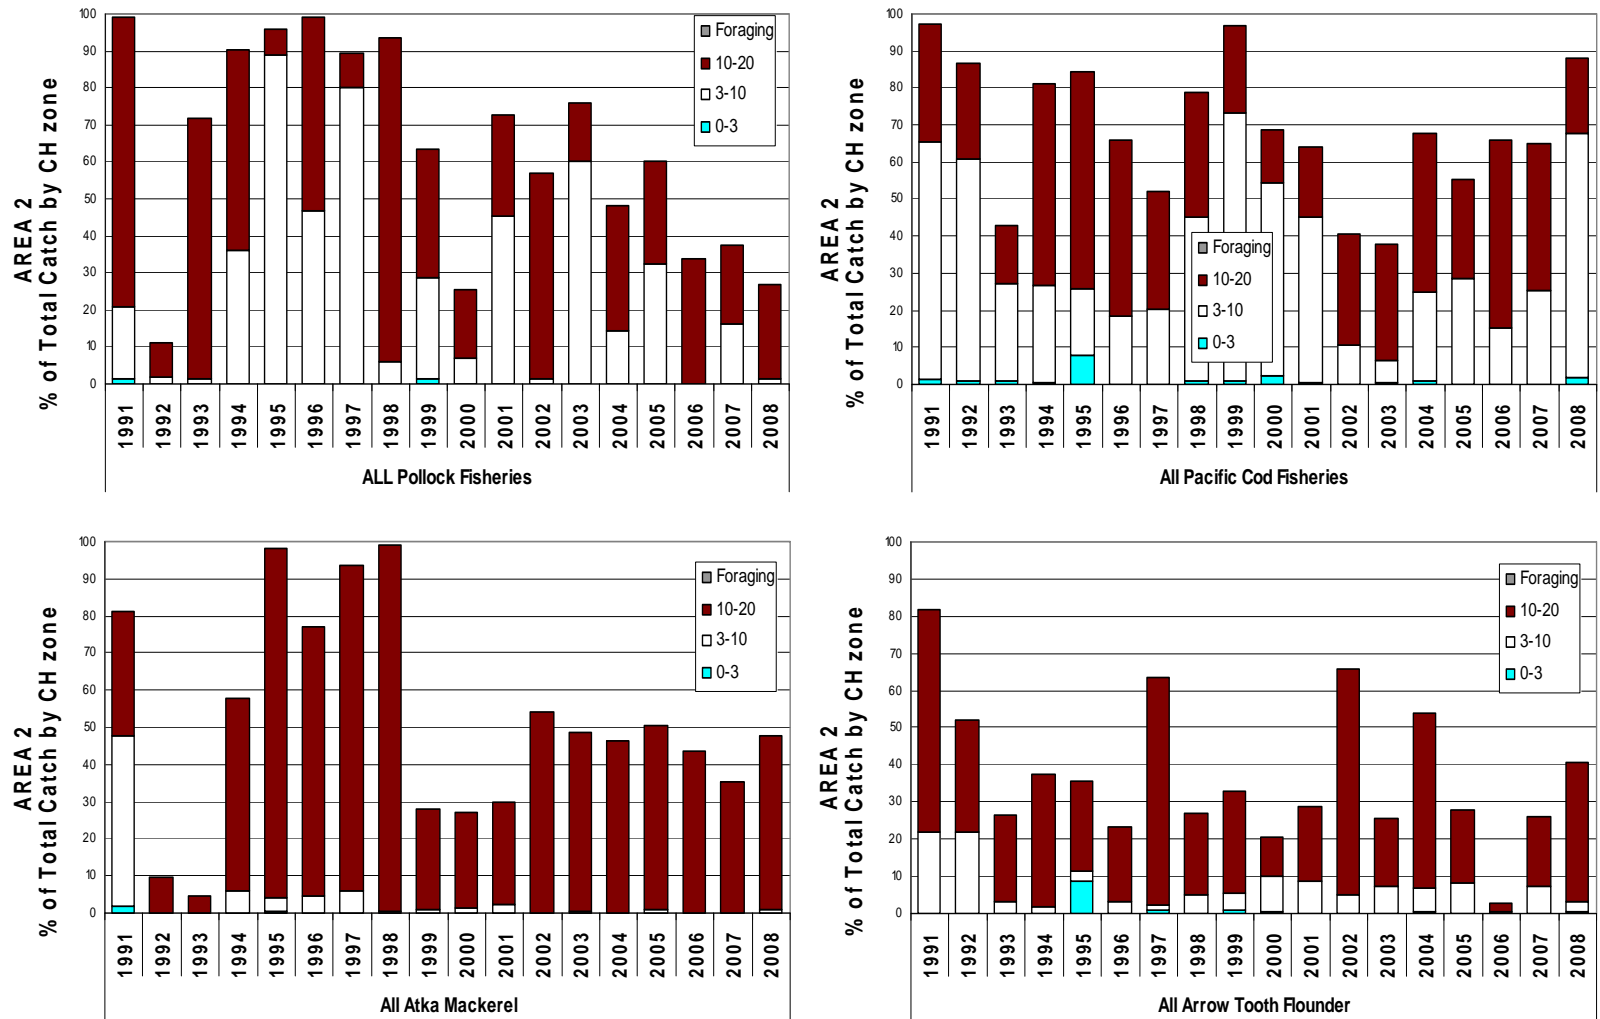 AREA 2
% of Total Catch by CH zone
100
90
80
70
60
50
40
30
20
10
0
Foraging
10-20
3-10
0-3
1991 1992 1993 1994 1995 1996 1997 1998 1999 2000 2001 2002 2003 2004 2005 2006 2007 2008
ALL Pollock Fisheries
AREA 2
% of Total Catch by CH zone
100
90
80
70
60
50
40
30
20
10
0
Foraging
10-20
3-10
0-3
1991 1992 1993 1994 1995 1996 1997 1998 1999 2000 2001 2002 2003 2004 2005 2006 2007 2008
All Pacific Cod Fisheries
AREA 2
% of Total Catch by CH zone
100
90
80
70
60
50
40
30
20
10
0
Foraging
10-20
3-10
0-3
1991 1992 1993 1994 1995 1996 1997 1998 1999 2000 2001 2002 2003 2004 2005 2006 2007 2008
All Atka Mackerel
AREA 2
% of Total Catch by CH zone
100
90
80
70
60
50
40
30
20
10
0
Foraging
10-20
3-10
0-3
1991 1992 1993 1994 1995 1996 1997 1998 1999 2000 2001 2002 2003 2004 2005 2006 2007 2008
All Arrow Tooth Flounder